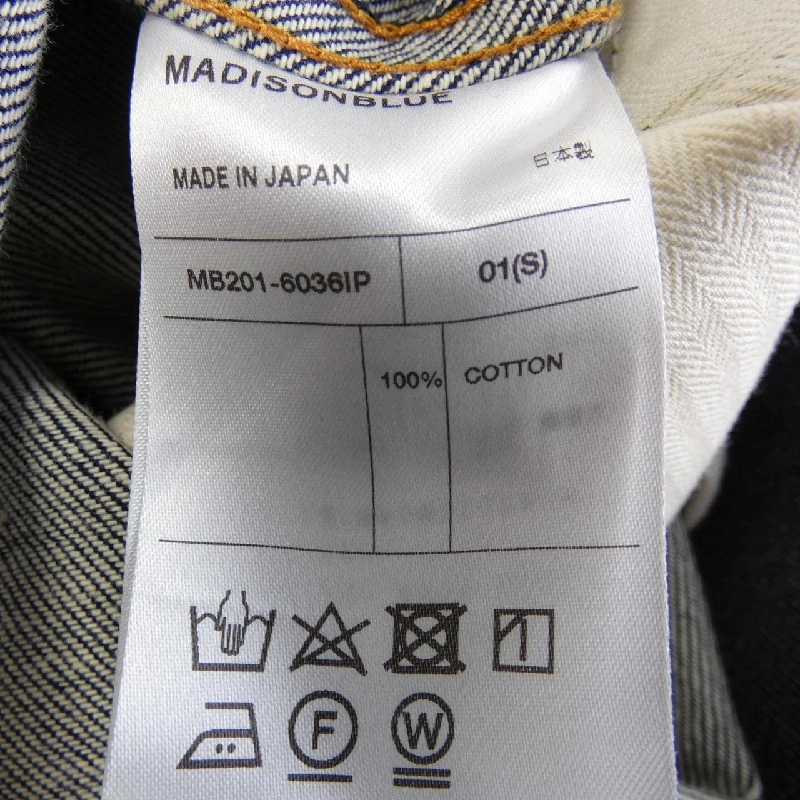 MADISONBLUE
MADE IN JAPAN 日本製
MB201-6036IP 01(S)
100% COTTON
F W